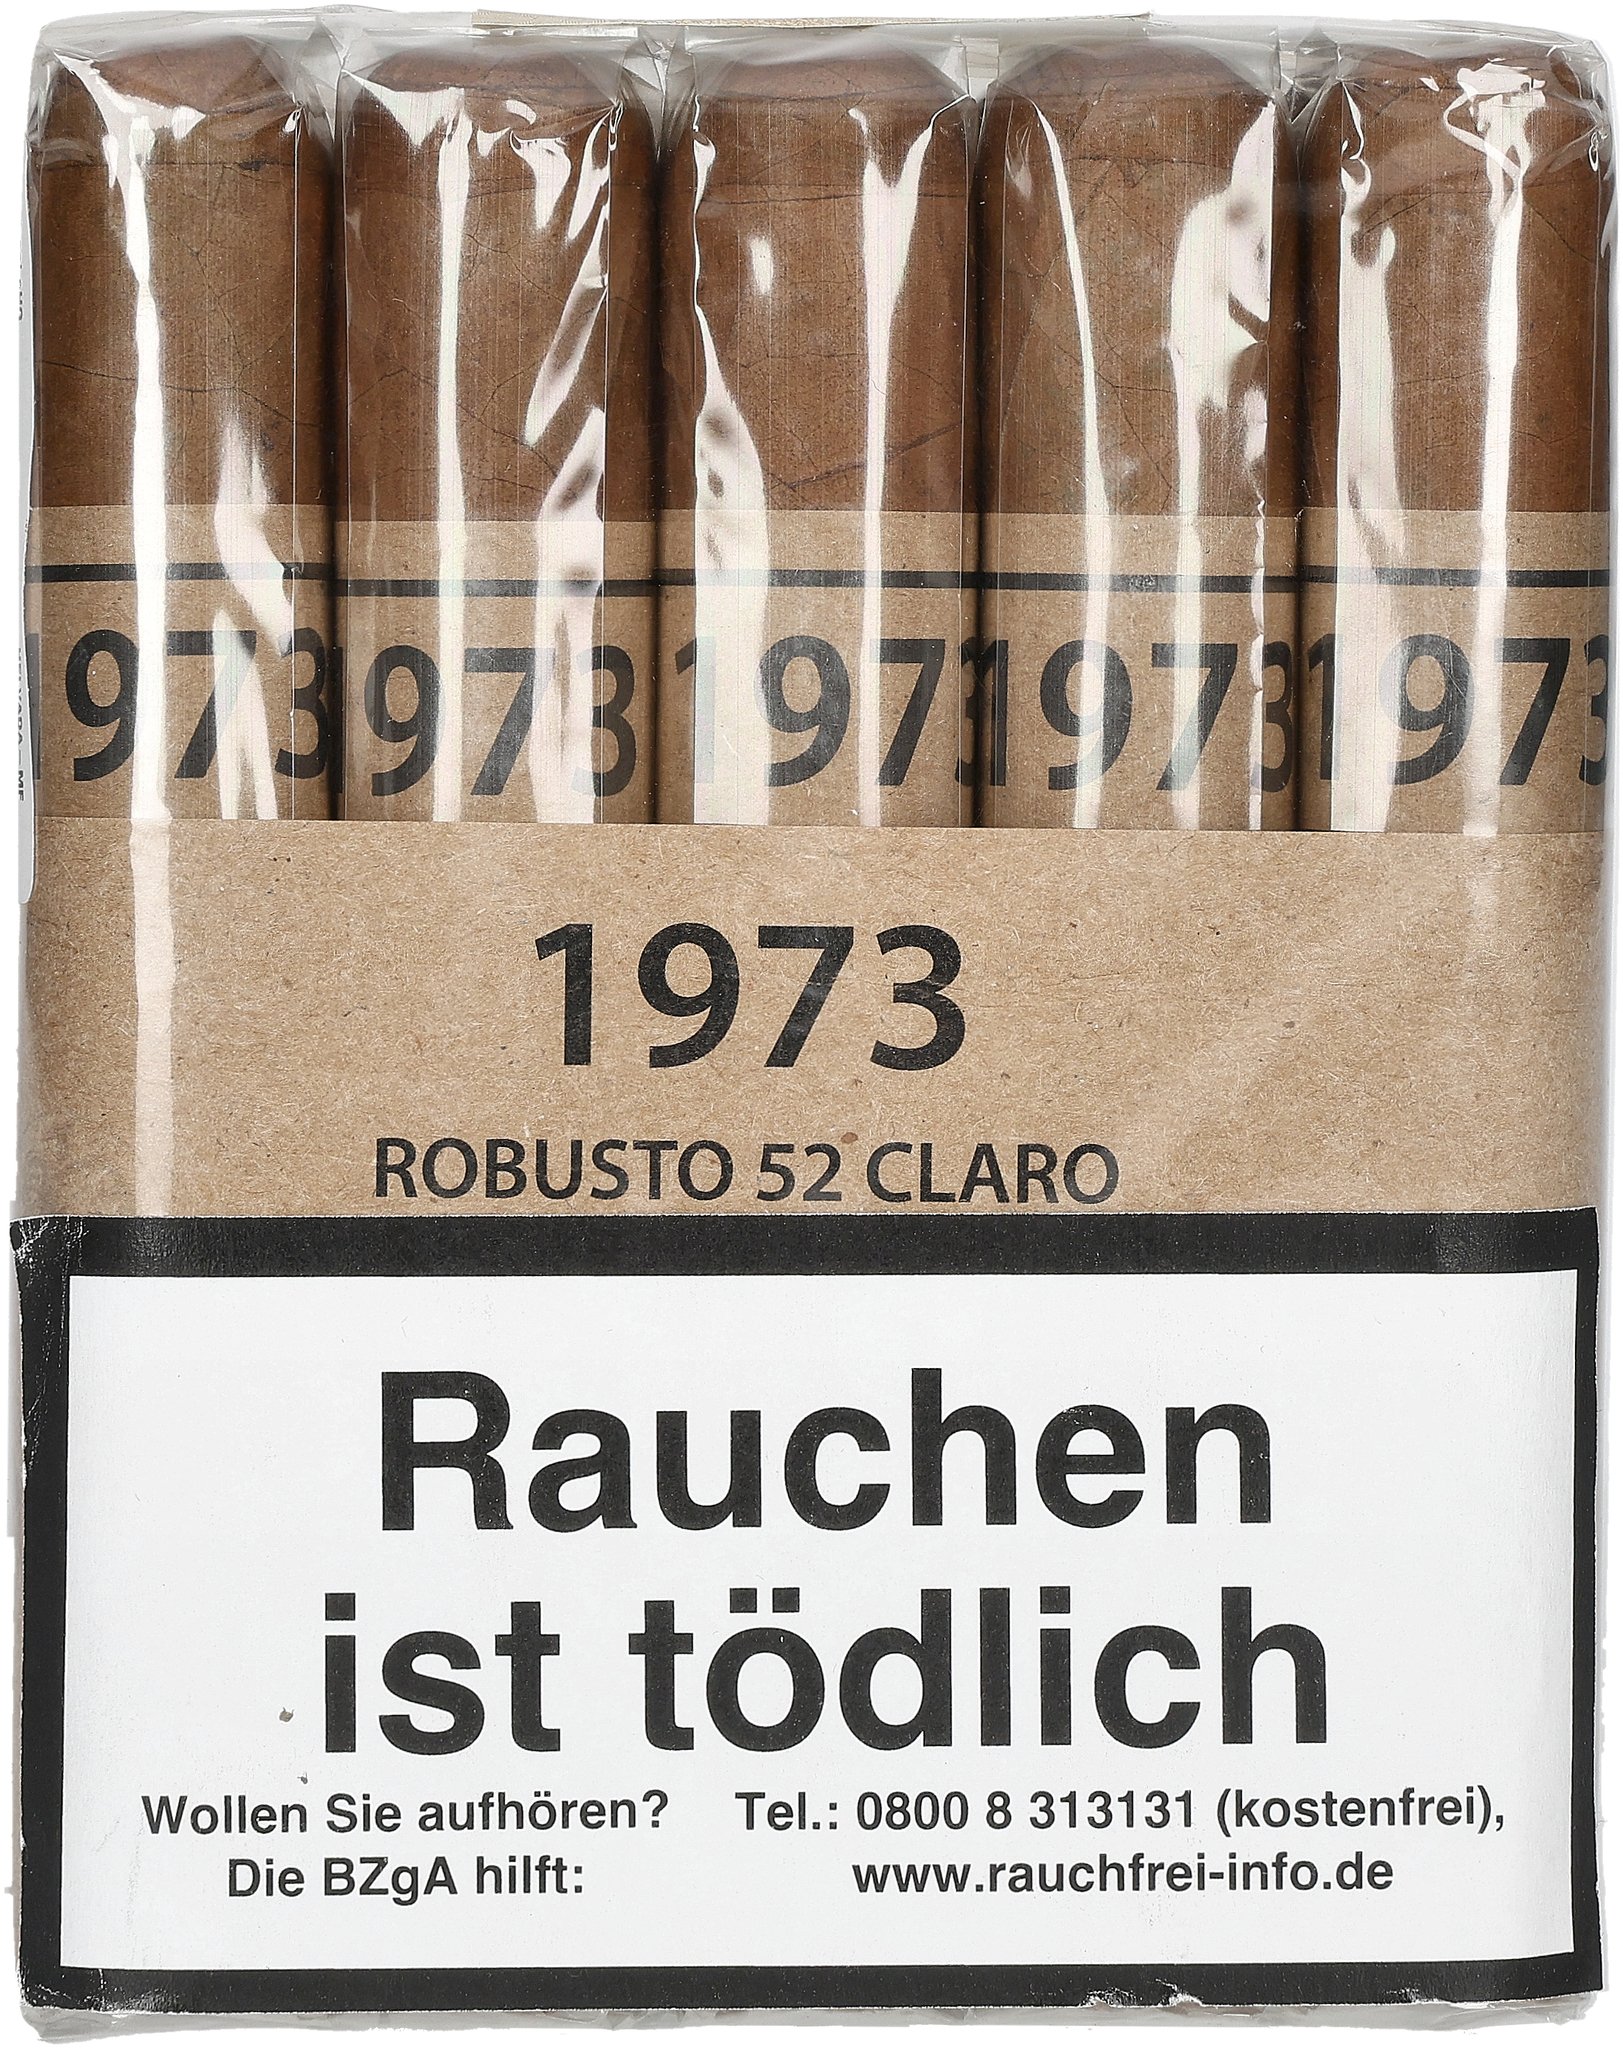 1973 1973 1973 1973 1973
1973
ROBUSTO 52 CLARO
Rauchen
ist tödlich
Wollen Sie aufhören? Tel.: 0800 8 313131 (kostenfrei),
Die BZgA hilft: www.rauchfrei-info.de